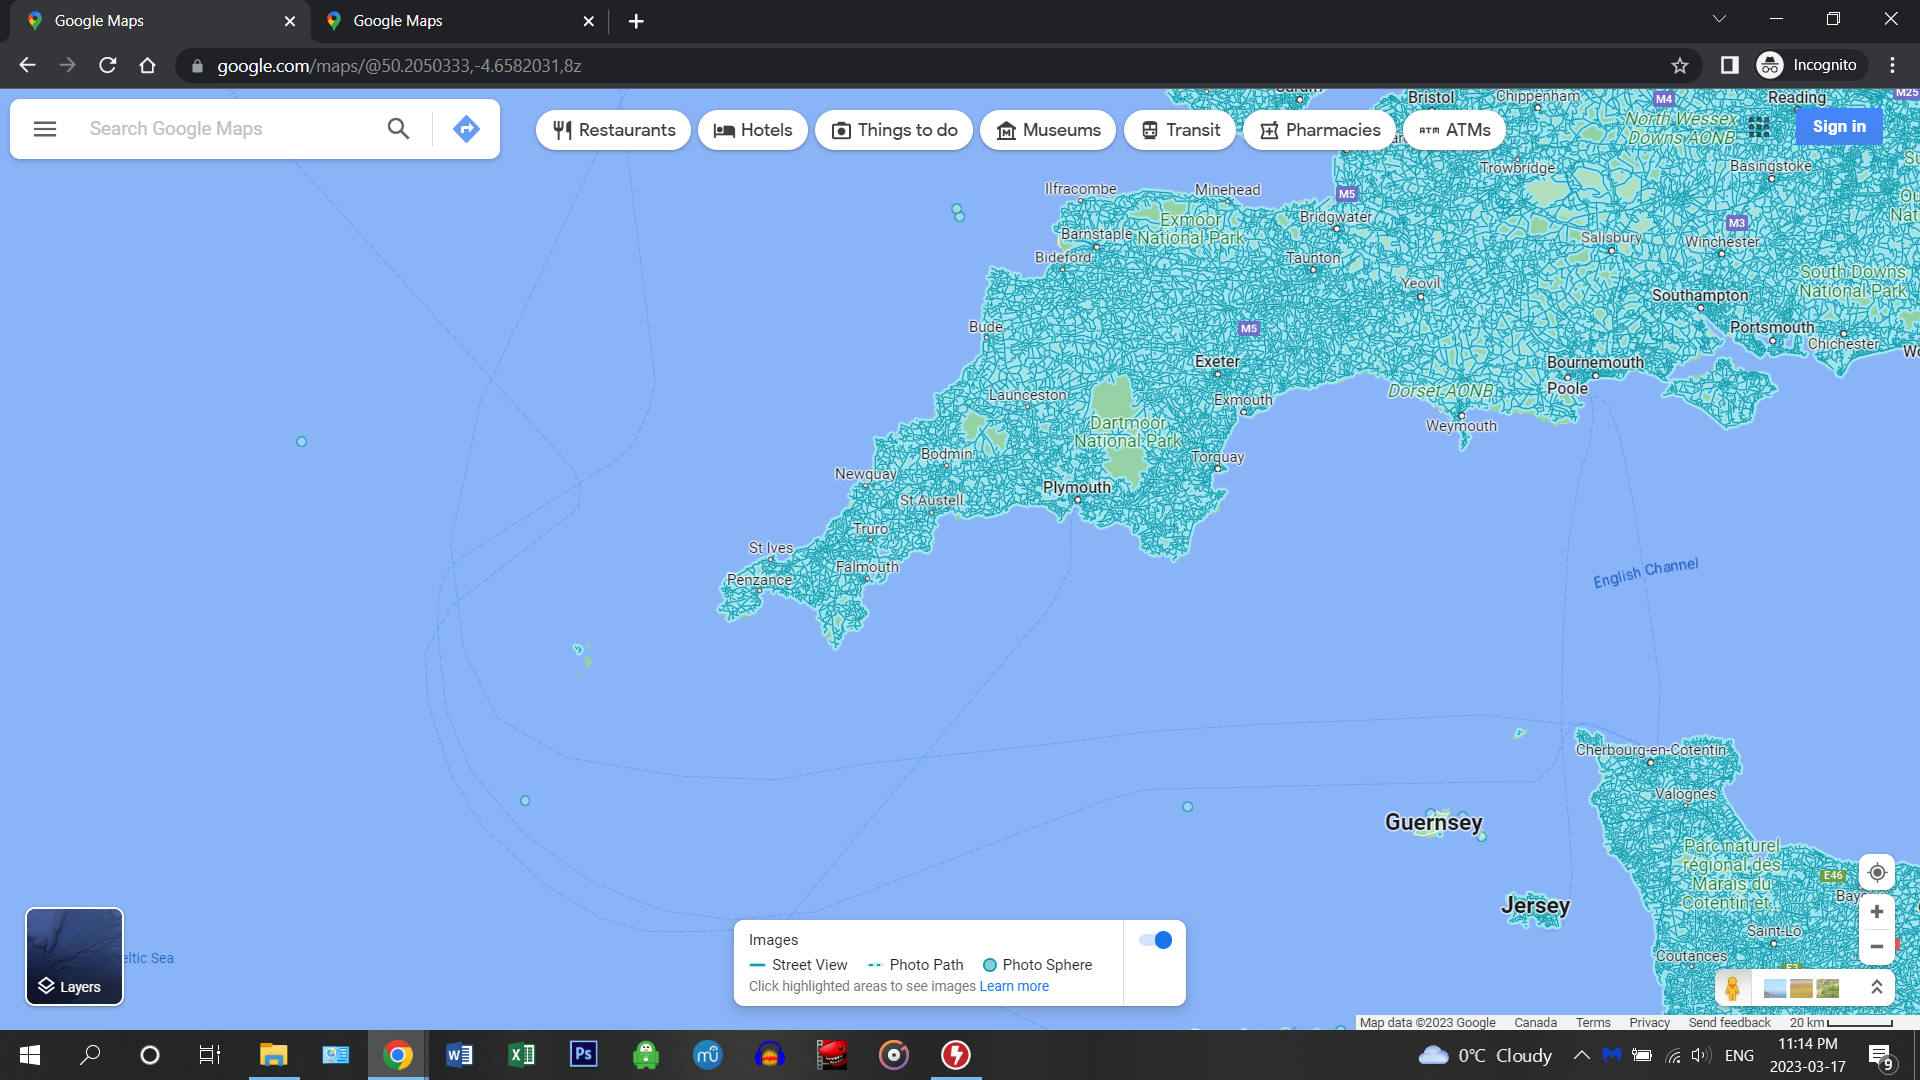 Google Maps
Google Maps
google.com/maps/@50.2050333,-4.6582031,8z
Incognito
Search Google Maps
Restaurants
Hotels
Things to do
Museums
Transit
Pharmacies
ATMs
Sign in
Bristol
Chippenham
M4
Reading
M25
North Wessex
Downs AONB
Trowbridge
Basingstoke
Ilfracombe
Minehead
M5
Bridgwater
Exmoor
National Park
Barnstaple
Bideford
Taunton
Salisbury
M3
Winchester
Yeovil
South Downs
National Park
Southampton
Portsmouth
Chichester
Bude
M5
Exeter
Bournemouth
Poole
Launceston
Exmouth
Dorset AONB
Weymouth
Dartmoor
National Park
Bodmin
Torquay
Newquay
Plymouth
St Austell
Truro
St Ives
Falmouth
Penzance
English Channel
Cherbourg-en-Cotentin
Valognes
Guernsey
Parc naturel
régional des
Marais du
Cotentin et...
E46
Jersey
Saint-Lô
Coutances
Layers
Images
Street View
Photo Path
Photo Sphere
Click highlighted areas to see images Learn more
Map data ©2023 Google
Canada
Terms
Privacy
Send feedback
20 km
W
X
Ps
0°C Cloudy
ENG
11:14 PM
2023-03-17
9